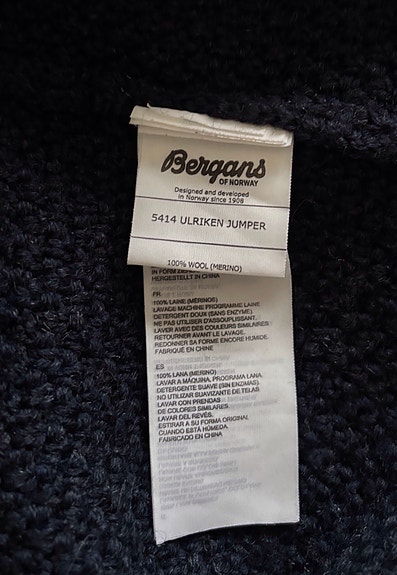 Bergans
OF NORWAY
Designed and developed
in Norway since 1908
5414 ULRIKEN JUMPER
100% WOOL (MERINO)
IN FORM
HERGESTELLT IN CHINA
FR
100% LAINE (MERINOS)
LAVAGE MACHINE PROGRAMME LAINE
DETERGENT DOUX (SANS ENZYME).
NE PAS UTILISER D'ASSOUPLISSANT.
LAVER AVEC DES COULEURS SIMILAIRES.
RETOURNER AVANT LE LAVAGE.
REDONNER SA FORME ENCORE HUMIDE.
FABRIQUÉ EN CHINE
ES
100% LANA (MERINO)
LAVAR A MÁQUINA, PROGRAMA LANA.
DETERGENTE SUAVE (SIN ENZIMAS).
NO UTILIZAR SUAVIZANTE DE TELAS.
LAVAR CON PRENDAS
DE COLORES SIMILARES.
LAVAR DEL REVÉS.
ESTIRAR A SU FORMA ORIGINAL
CUANDO ESTÁ HÚMEDA.
FABRICADO EN CHINA